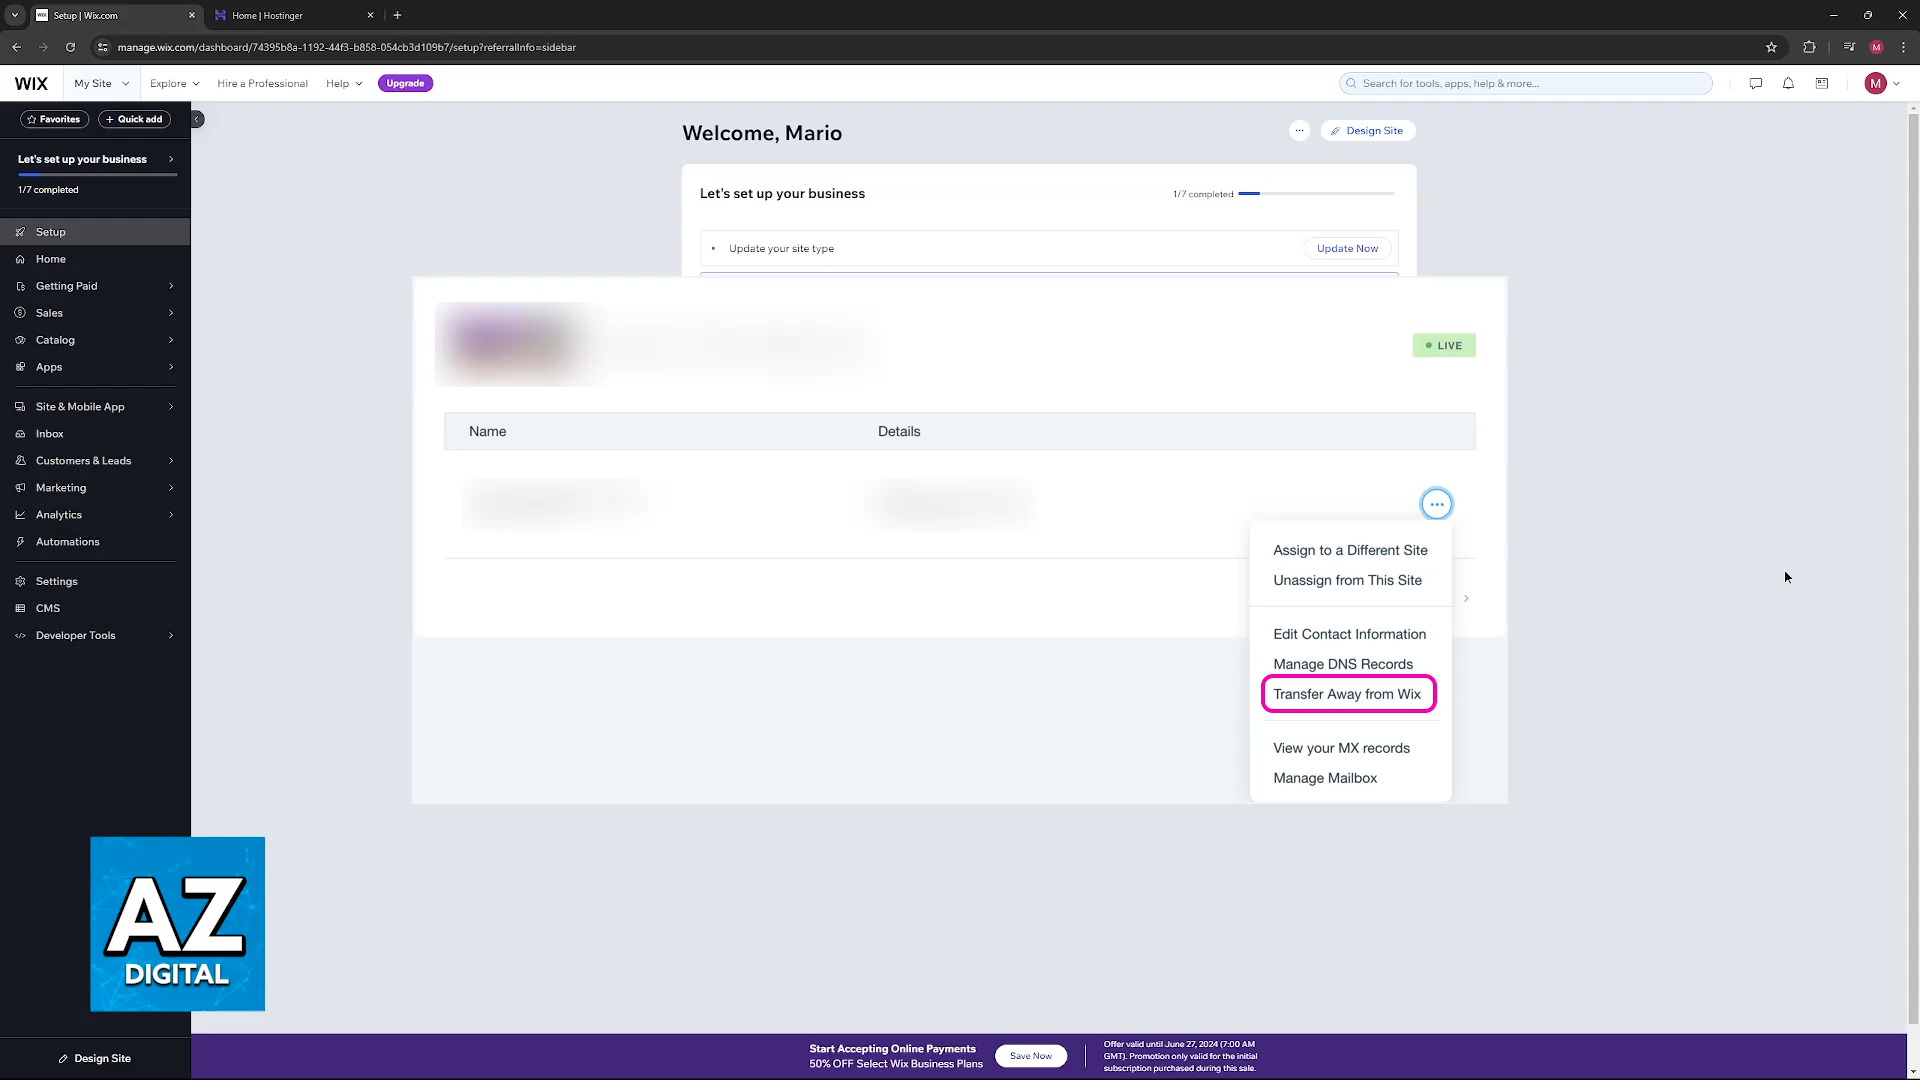 WIX Setup | Wix.com
Home | Hostinger
manage.wix.com/dashboard/74395b8a-1192-44f3-b858-054cb3d109b7/setup?referralInfo=sidebar
M
WIX
My Site
Explore
Hire a Professional
Help
Upgrade
Search for tools, apps, help & more...
M
Favorites
Quick add
Let's set up your business
1/7 completed
Setup
Home
Getting Paid
Sales
Catalog
Apps
Site & Mobile App
Inbox
Customers & Leads
Marketing
Analytics
Automations
Settings
CMS
Developer Tools
AZ
DIGITAL
Design Site
Welcome, Mario
Design Site
Let's set up your business
1/7 completed
Update your site type
Update Now
LIVE
Name
Details
Assign to a Different Site
Unassign from This Site
Edit Contact Information
Manage DNS Records
Transfer Away from Wix
View your MX records
Manage Mailbox
Start Accepting Online Payments
50% OFF Select Wix Business Plans
Save Now
Offer valid until June 27, 2024 (7:00 AM
GMT). Promotion only valid for the initial
subscription purchased during this sale.